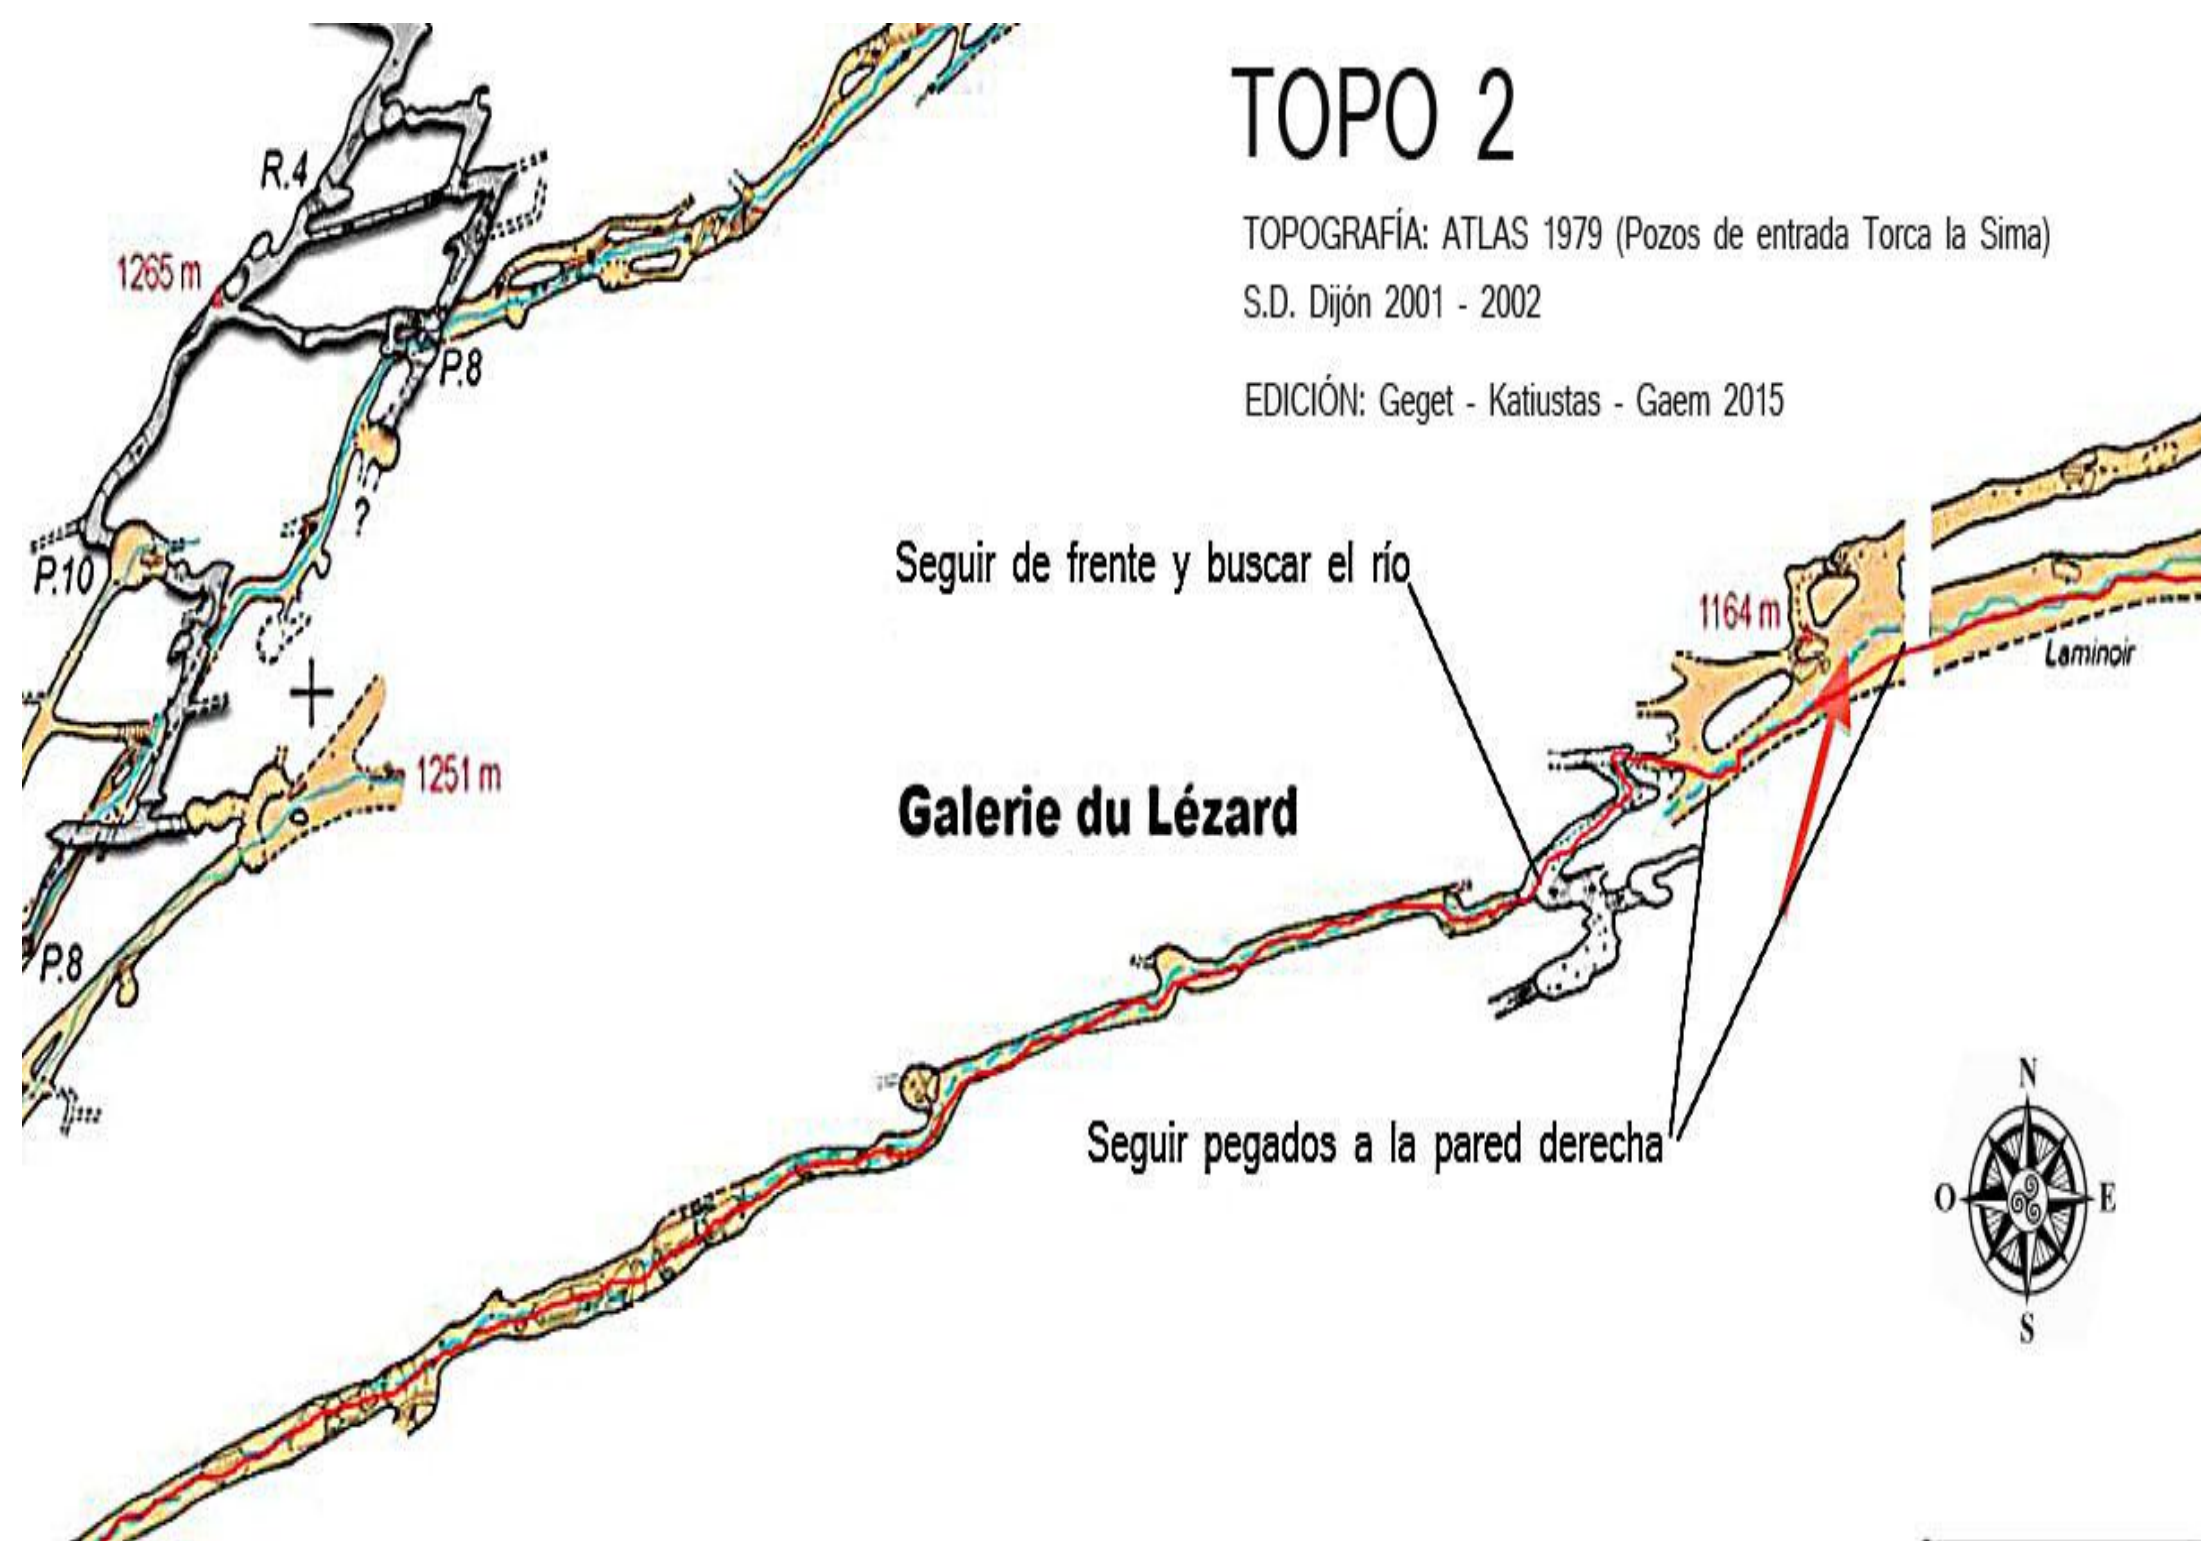 TOPO 2
TOPOGRAFÍA: ATLAS 1979 (Pozos de entrada Torca la Sima)
S.D. Dijón 2001 - 2002
EDICIÓN: Geget - Katiustas - Gaem 2015
R.4
1265 m
P.8
?
P.10
Seguir de frente y buscar el río
1164 m
Laminoir
1251 m
Galerie du Lézard
P.8
Seguir pegados a la pared derecha
N
O
E
S